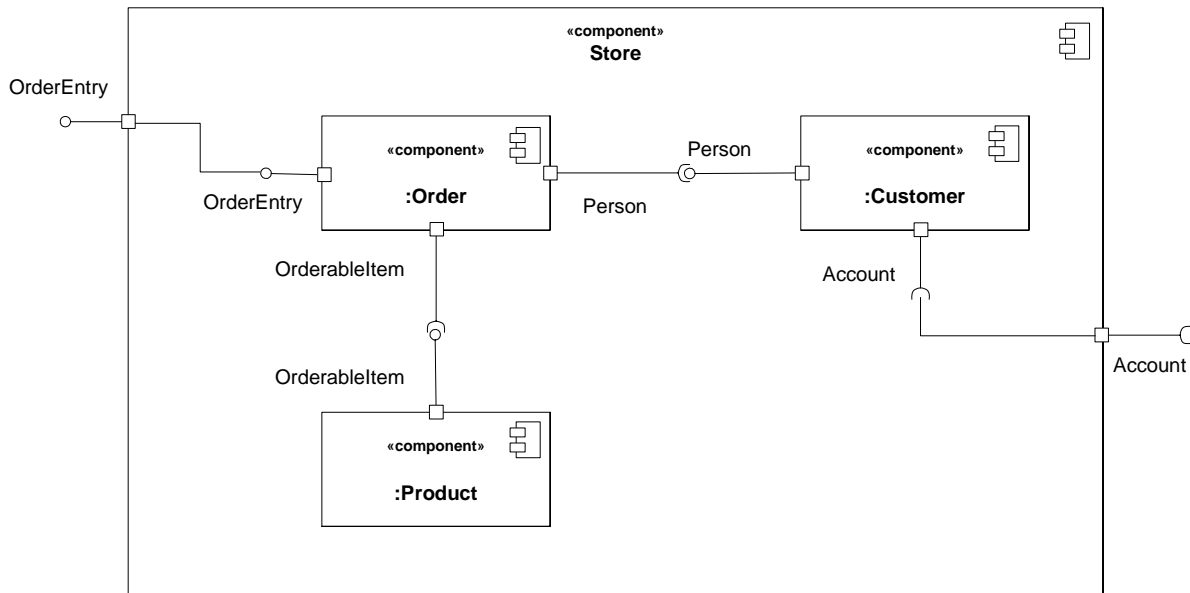 «component»
Store
OrderEntry
«component»
:Order
OrderEntry
Person
Person
«component»
:Customer
OrderableItem
Account
OrderableItem
Account
«component»
:Product